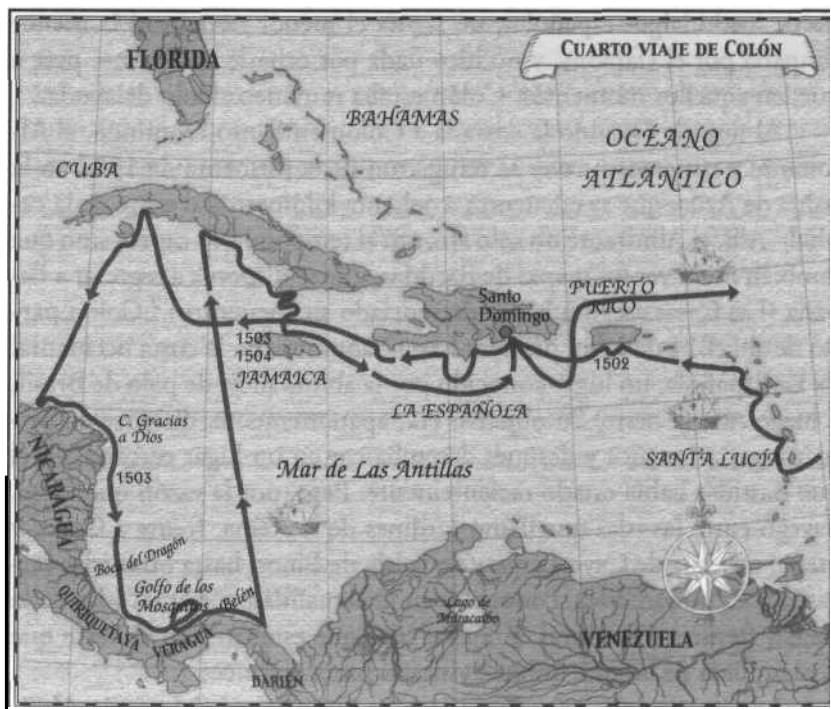 CUARTO VIAJE DE COLÓN
FLORIDA
BAHAMAS
OCÉANO
ATLÁNTICO
CUBA
Santo
Domingo
PUERTO
RICO
1502
1503
1504
JAMAICA
LA ESPAÑOLA
C. Gracias
a Dios
NICARAGUA
1503
Mar de Las Antillas
SANTA LUCÍA
Boca del Dragón
Golfo de los
Mosquitos
Belén
QUIRIQUETAYA
VERAGUA
DARIÉN
Lago de
Maracaibo
VENEZUELA